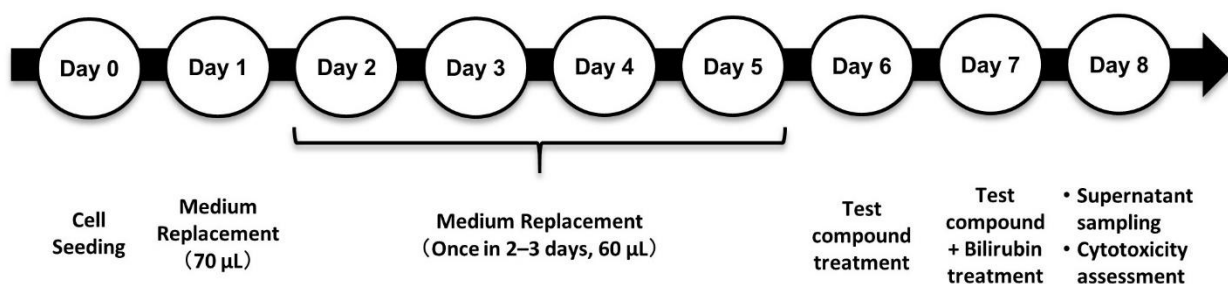 Day 0
Day 1
Day 2
Day 3
Day 4
Day 5
Day 6
Day 7
Day 8
Cell
Seeding
Medium
Replacement
（70 µL）
Medium Replacement
（Once in 2–3 days, 60 µL）
Test
compound
treatment
Test
compound
+ Bilirubin
treatment
• Supernatant
sampling
• Cytotoxicity
assessment